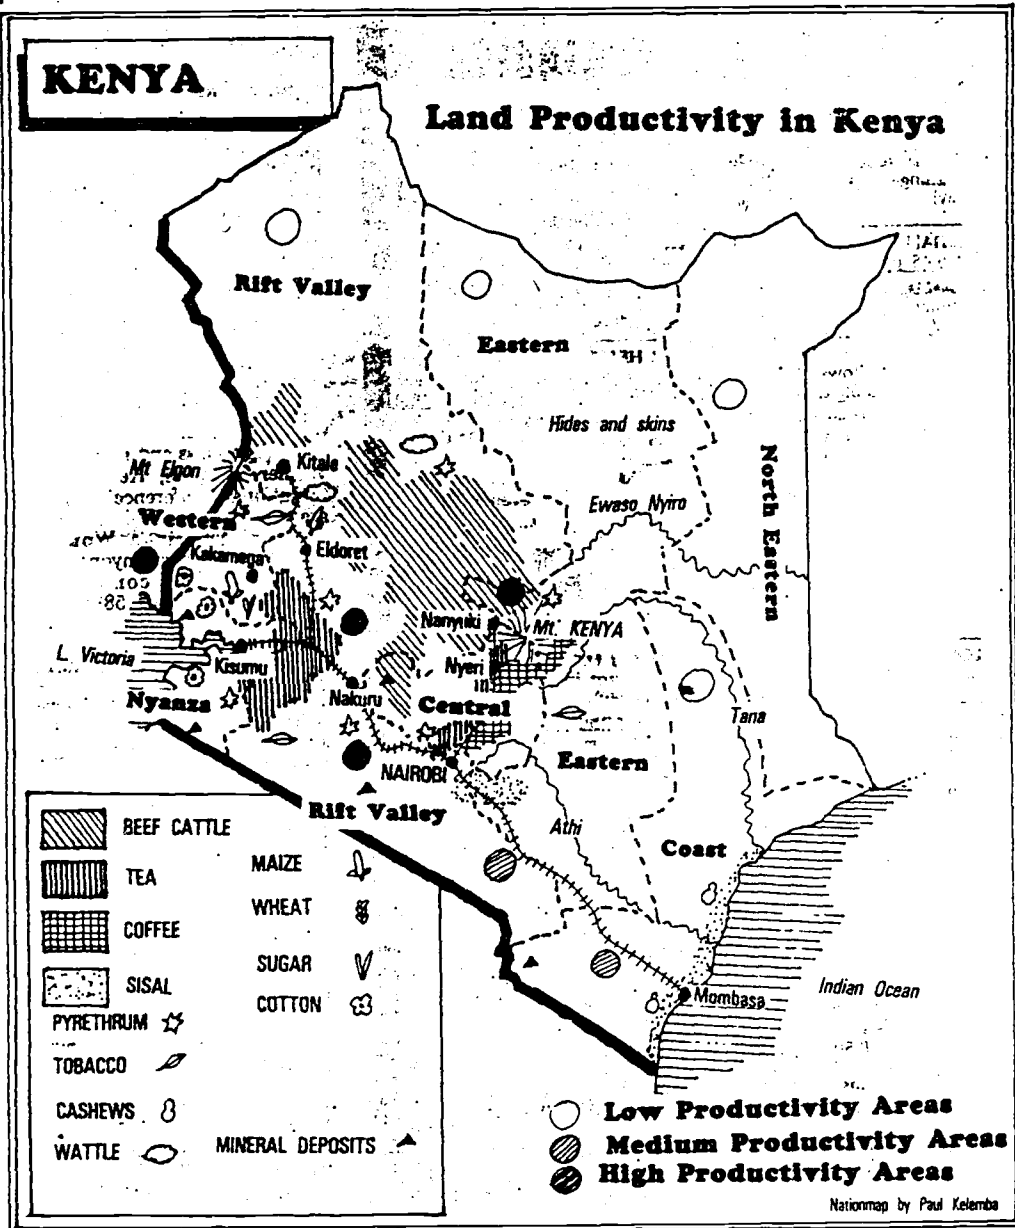 KENYA
Land Productivity in Kenya
Rift Valley
Eastern
Hides and skins
North Eastern
Mt Elgon
Kitale
Ewaso Nyiro
Western
Kakamega
Eldoret
Nanyuki
Mt. KENYA
L. Victoria
Kisumu
Nyeri
Nyanza
Nakuru
Central
Tana
NAIROBI
Eastern
Rift Valley
Athi
Coast
Mombasa
Indian Ocean
BEEF CATTLE
TEA
COFFEE
SISAL
PYRETHRUM
TOBACCO
CASHEWS
WATTLE
MAIZE
WHEAT
SUGAR
COTTON
MINERAL DEPOSITS
Low Productivity Areas
Medium Productivity Areas
High Productivity Areas
Nationmap by Paul Kelemba